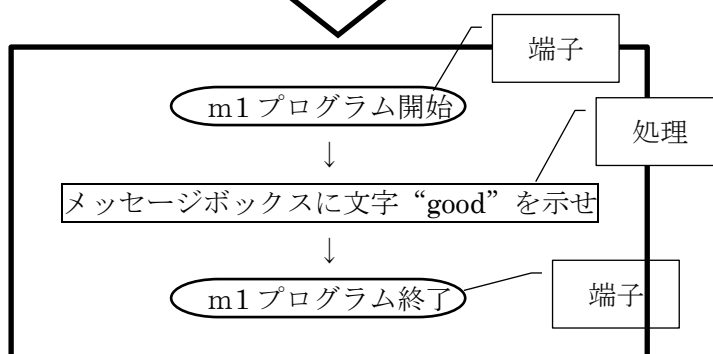 端子
m1プログラム開始
処理
↓
メッセージボックスに文字“good”を示せ
↓
m1プログラム終了
端子